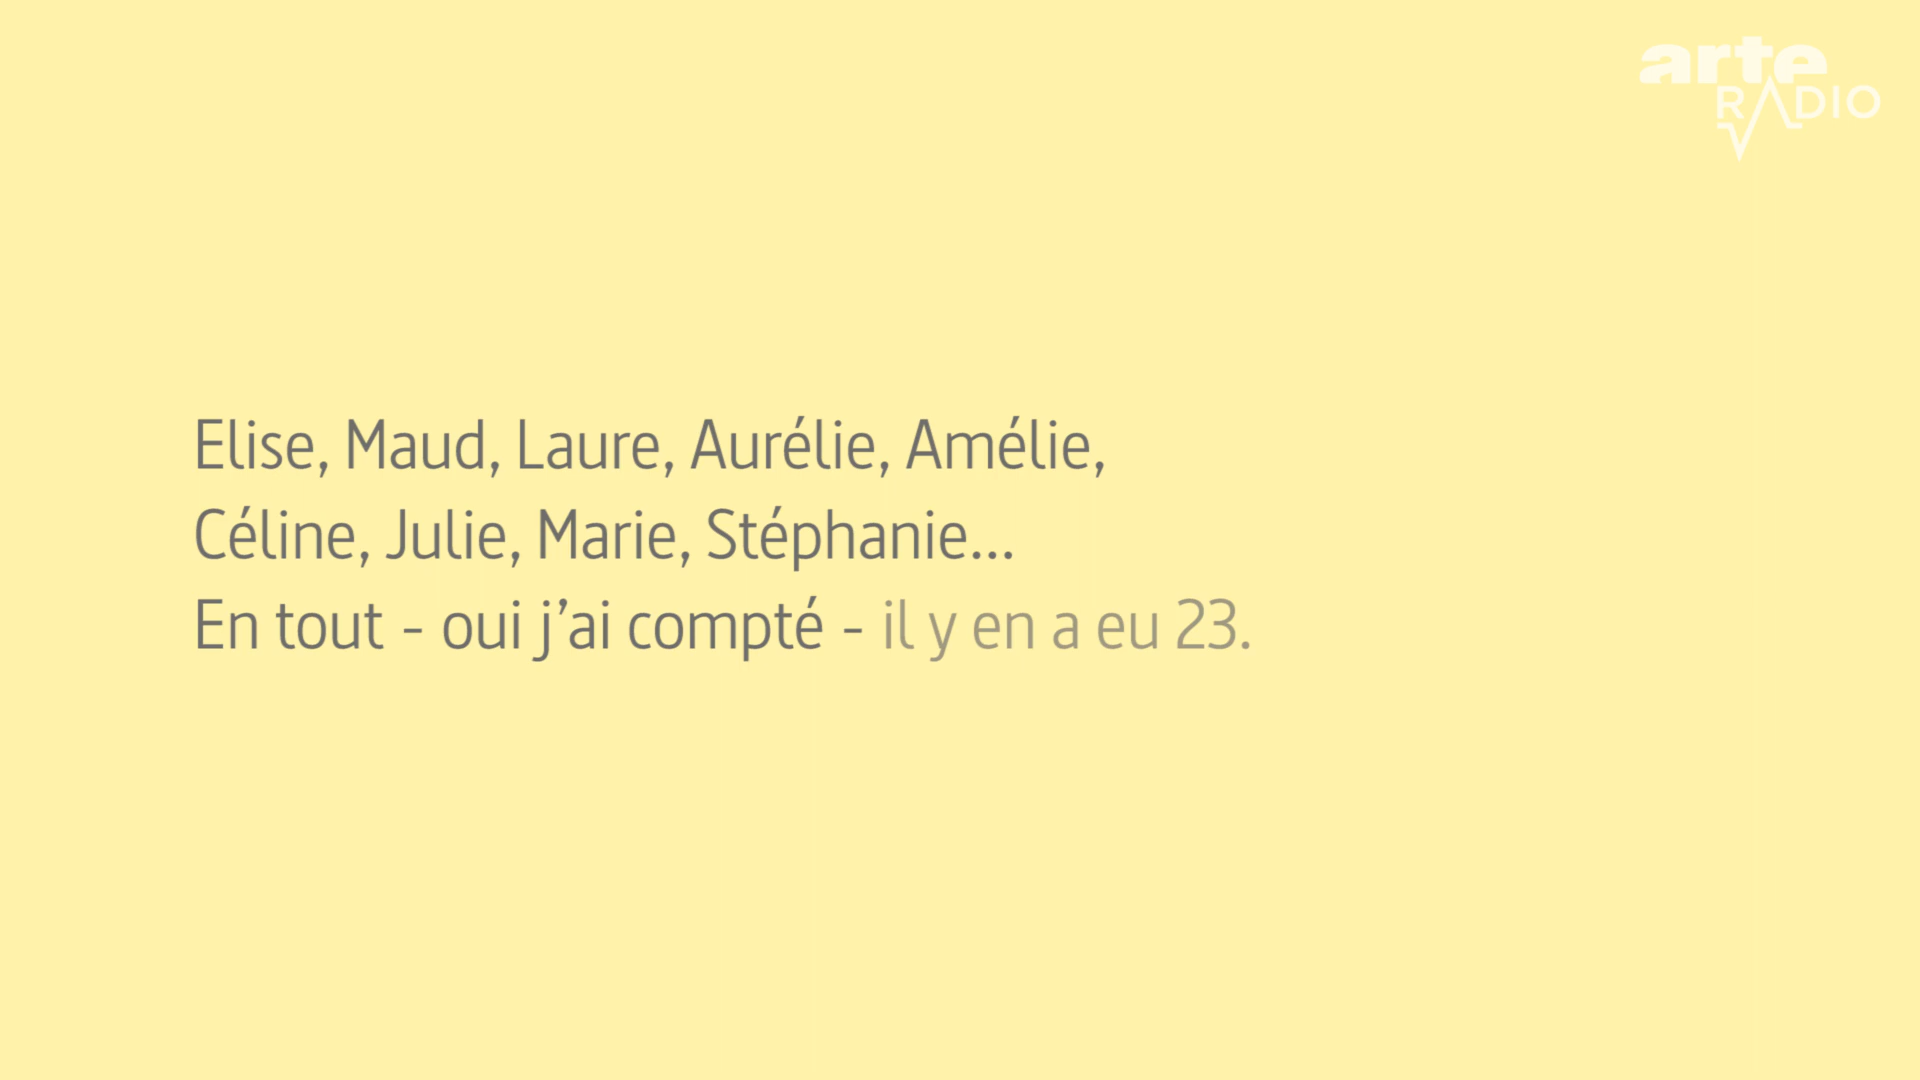 arte
RADIO
Elise, Maud, Laure, Aurélie, Amélie,
Céline, Julie, Marie, Stéphanie...
En tout - oui j’ai compté - il y en a eu 23.